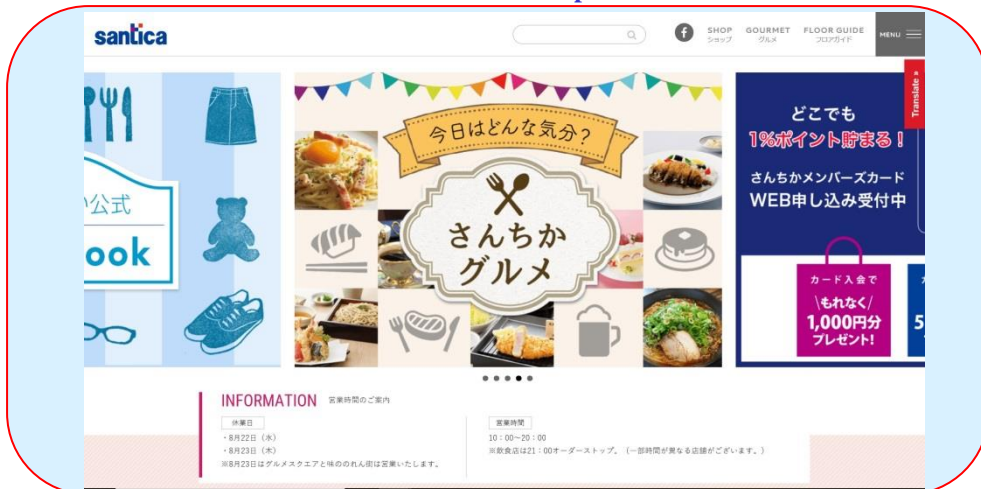 santica
SHOP
ショップ
GOURMET
グルメ
FLOOR GUIDE
フロアガイド
MENU
Translate »
公式
ook
今日はどんな気分?
さんちか
グルメ
どこでも
1%ポイント貯まる!
さんちかメンバーズカード
WEB申し込み受付中
カード入会で
\もれなく/
1,000円分
プレゼント!
INFORMATION 営業時間のご案内
休業日
・8月22日(水)
・8月23日(木)
※8月23日はグルメスクエアと味ののれん街は営業いたします。
営業時間
10:00~20:00
※飲食店は21:00オーダーストップ。(一部時間が異なる店舗がございます。)